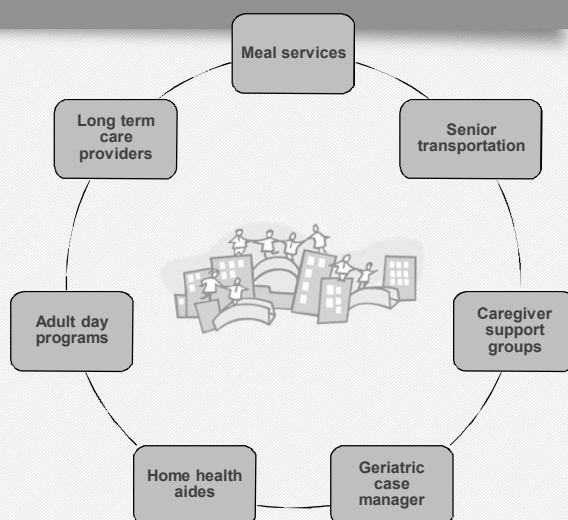 Meal services
Senior
transportation
Caregiver
support
groups
Geriatric
case
manager
Home health
aides
Adult day
programs
Long term
care
providers